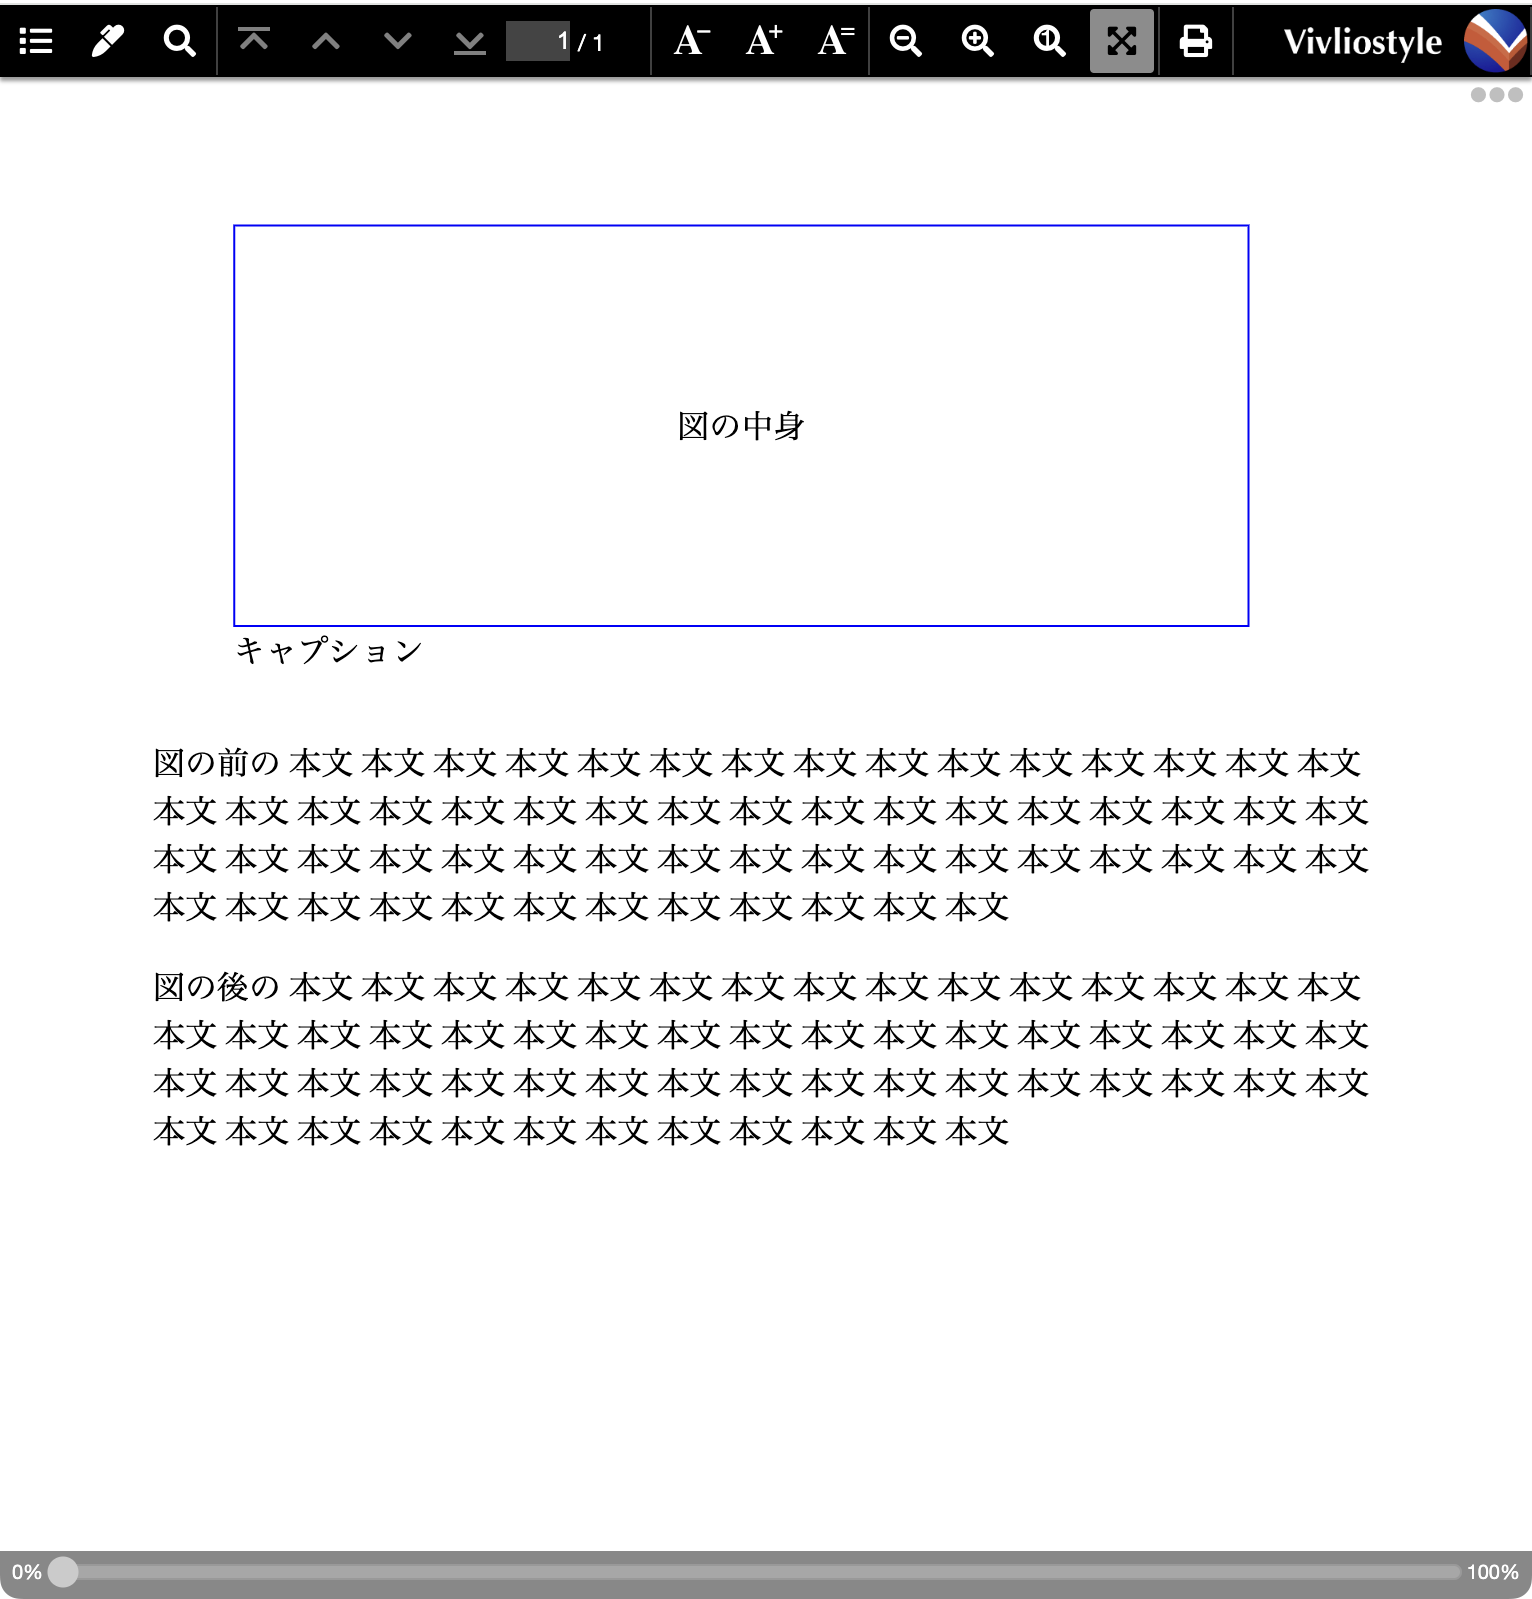 1 / 1 A− A+ A= 1 Vivliostyle
図の中身
キャプション
図の前の 本文 本文 本文 本文 本文 本文 本文 本文 本文 本文 本文 本文 本文 本文 本文
本文 本文 本文 本文 本文 本文 本文 本文 本文 本文 本文 本文 本文 本文 本文 本文 本文
本文 本文 本文 本文 本文 本文 本文 本文 本文 本文 本文 本文 本文 本文 本文 本文 本文
本文 本文 本文 本文 本文 本文 本文 本文 本文 本文 本文 本文
図の後の 本文 本文 本文 本文 本文 本文 本文 本文 本文 本文 本文 本文 本文 本文 本文
本文 本文 本文 本文 本文 本文 本文 本文 本文 本文 本文 本文 本文 本文 本文 本文 本文
本文 本文 本文 本文 本文 本文 本文 本文 本文 本文 本文 本文 本文 本文 本文 本文 本文
本文 本文 本文 本文 本文 本文 本文 本文 本文 本文 本文 本文
0% 100%